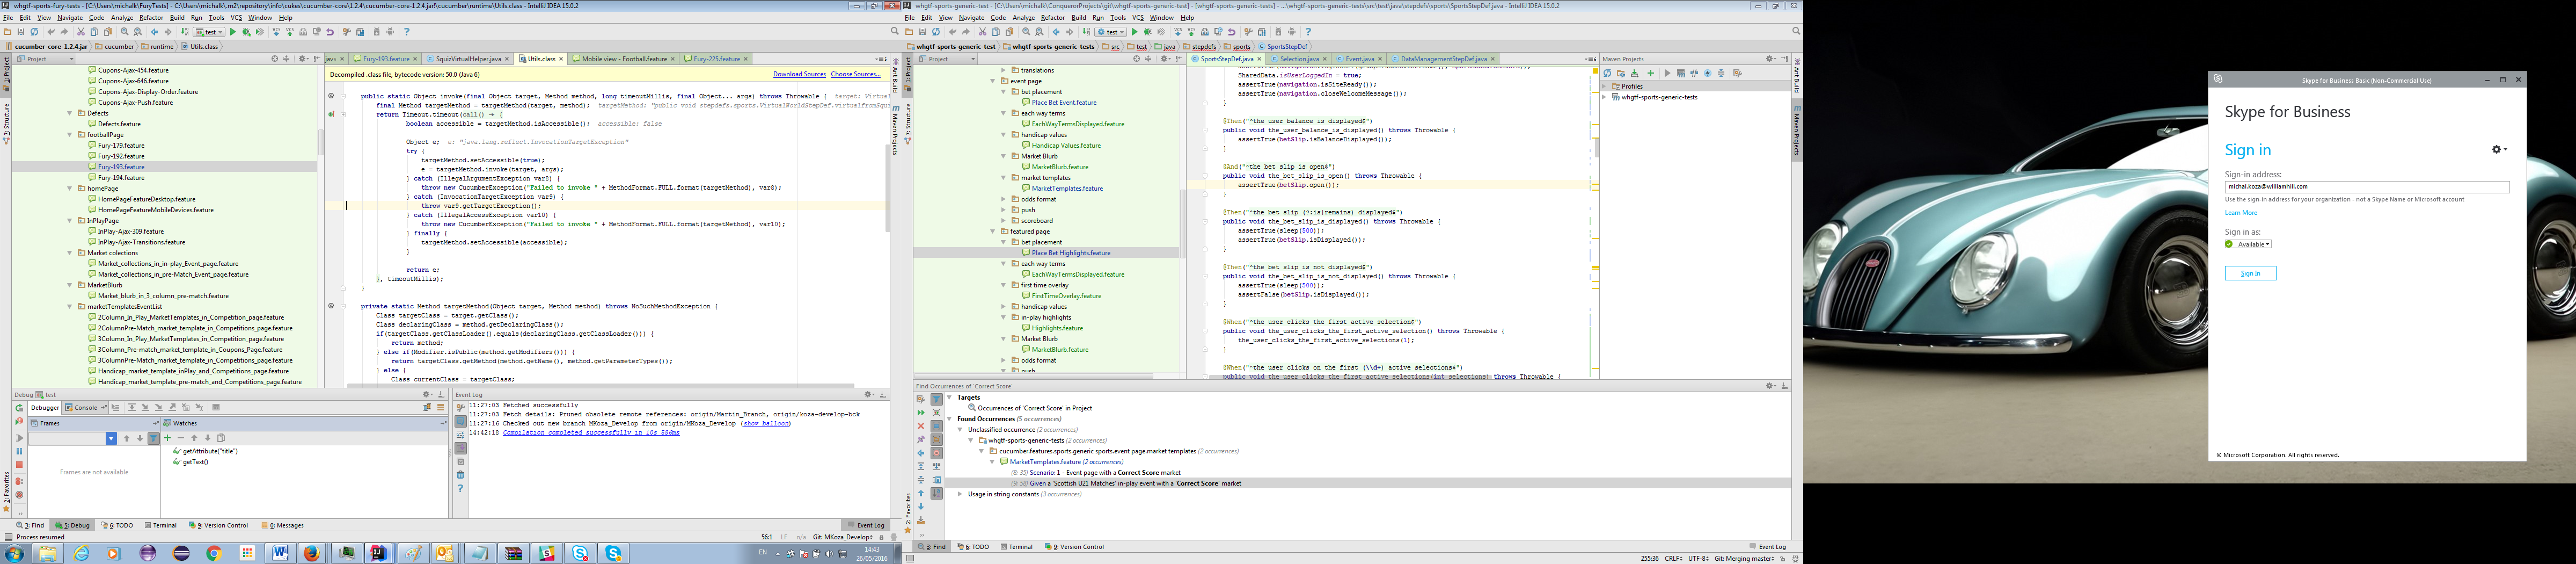 whgtf-sports-fury-tests - [C:\Users\michalk\FuryTests] - C:\Users\michalk\.m2\repository\info\cukes\cucumber-core\1.2.4\cucumber-core-1.2.4.jar!\cucumber\runtime\Utils.class - IntelliJ IDEA 15.0.2
File Edit View Navigate Code Analyze Refactor Build Run Tools VCS Window Help
test
cucumber-core-1.2.4.jar cucumber runtime Utils.class
Project
Cupons-Ajax-454.feature
Cupons-Ajax-646.feature
Cupons-Ajax-Display-Order.feature
Cupons-Ajax-Push.feature
Defects
Defects.feature
footballPage
Fury-179.feature
Fury-192.feature
Fury-193.feature
Fury-194.feature
homePage
HomePageFeatureDesktop.feature
HomePageFeatureMobileDevices.feature
InPlayPage
InPlay-Ajax-309.feature
InPlay-Ajax-Transitions.feature
Market colections
Market_collections_in_in-play_Event_page.feature
Market_collections_in_pre-Match_Event_page.feature
MarketBlurb
Market_blurb_in_3_column_pre-match.feature
marketTemplatesEventList
2Column_In_Play_MarketTemplates_in_Competition_page.feature
2ColumnPre-Match_market_template_in_Competitions_page.feature
3Column_In_Play_MarketTemplates_in_Competition_page.feature
3Column_Pre-match_market_template_in_Coupons_Page.feature
3ColumnPre-Match_market_template_in_Competitions_page.feature
Handicap_market_template_inPlay_and_Competitions_page.feature
Handicap_market_template_pre-match_and_Competitions_page.feature
Fury-193.feature SquizVirtualHelper.java Utils.class Mobile view - Football.feature Fury-225.feature
Decompiled .class file, bytecode version: 50.0 (Java 6) Download Sources Choose Sources...
public static Object invoke(final Object target, Method method, long timeoutMillis, final Object... args) throws Throwable {
final Method targetMethod = targetMethod(target, method);
return Timeout.timeout(call() → {
boolean accessible = targetMethod.isAccessible(); accessible: false
Object e; e: "java.lang.reflect.InvocationTargetException"
try {
targetMethod.setAccessible(true);
e = targetMethod.invoke(target, args);
} catch (IllegalArgumentException var8) {
throw new CucumberException("Failed to invoke " + MethodFormat.FULL.format(targetMethod), var8);
} catch (InvocationTargetException var9) {
throw var9.getTargetException();
} catch (IllegalAccessException var10) {
throw new CucumberException("Failed to invoke " + MethodFormat.FULL.format(targetMethod), var10);
} finally {
targetMethod.setAccessible(accessible);
}
return e;
}, timeoutMillis);
}
private static Method targetMethod(Object target, Method method) throws NoSuchMethodException {
Class targetClass = target.getClass();
Class declaringClass = method.getDeclaringClass();
if(targetClass.getClassLoader().equals(declaringClass.getClassLoader())) {
return method;
} else if(Modifier.isPublic(method.getModifiers())) {
return targetClass.getMethod(method.getName(), method.getParameterTypes());
} else {
Class currentClass = targetClass;
Debug test
Debugger Console
Frames Watches
Frames are not available
getAttribute("title")
getText()
Event Log
11:27:03 Fetched successfully
11:27:03 Fetch details: Pruned obsolete remote references: origin/Martin_Branch, origin/koza-develop-bck
11:27:16 Checked out new branch MKoza_Develop from origin/MKoza_Develop (show balloon)
14:42:18 Compilation completed successfully in 10s 586ms
3: Find 5: Debug 6: TODO Terminal 9: Version Control 0: Messages Event Log
Process resumed 56:1 LF n/a Git: MKoza_Develop
EN 14:43
26/05/2016
whgtf-sports-generic-test - [C:\Users\michalk\ConquerorProjects\git\whgtf-sports-generic-test] - [whgtf-sports-generic-tests] - ...\whgtf-sports-generic-tests\src\test\java\stepdefs\sports\SportsStepDef.java - IntelliJ IDEA 15.0.2
File Edit View Navigate Code Analyze Refactor Build Run Tools VCS Window Help
test
whgtf-sports-generic-test whgtf-sports-generic-tests src test java stepdefs sports SportsStepDef
Project
translations
event page
bet placement
Place Bet Event.feature
each way terms
EachWayTermsDisplayed.feature
handicap values
Handicap Values.feature
Market Blurb
MarketBlurb.feature
market templates
MarketTemplates.feature
odds format
push
scoreboard
featured page
bet placement
Place Bet Highlights.feature
each way terms
EachWayTermsDisplayed.feature
first time overlay
FirstTimeOverlay.feature
handicap values
in-play highlights
Highlights.feature
Market Blurb
MarketBlurb.feature
odds format
push
SportsStepDef.java Selection.java Event.java DataManagementStepDef.java
SharedData.isUserLoggedIn = true;
assertTrue(navigation.isSiteReady());
assertTrue(navigation.closeWelcomeMessage());
}
@Then("^the user balance is displayed$")
public void the_user_balance_is_displayed() throws Throwable {
assertTrue(betSlip.isBalanceDisplayed());
}
@And("^the bet slip is open$")
public void the_bet_slip_is_open() throws Throwable {
assertTrue(betSlip.open());
}
@Then("^the bet slip (?:is|remains) displayed$")
public void the_bet_slip_is_displayed() throws Throwable {
assertTrue(sleep(500));
assertTrue(betSlip.isDisplayed());
}
@Then("^the bet slip is not displayed$")
public void the_bet_slip_is_not_displayed() throws Throwable {
assertTrue(sleep(500));
assertFalse(betSlip.isDisplayed());
}
@When("^the user clicks the first active selection$")
public void the_user_clicks_the_first_active_selection() throws Throwable {
the_user_clicks_the_first_active_selections(1);
}
@When("^the user clicks on the first (\\d+) active selections$")
public void the_user_clicks_the_first_active_selections(int selections) throws Throwable {
Maven Projects
Profiles
whgtf-sports-generic-tests
Find Occurrences of 'Correct Score'
Targets
Occurrences of 'Correct Score' in Project
Found Occurrences (5 occurrences)
Unclassified occurrence (2 occurrences)
whgtf-sports-generic-tests (2 occurrences)
cucumber.features.sports.generic sports.event page.market templates (2 occurrences)
MarketTemplates.feature (2 occurrences)
(8: 35) Scenario: 1 - Event page with a Correct Score market
(9: 58) Given a 'Scottish U21 Matches' in-play event with a 'Correct Score' market
Usage in string constants (3 occurrences)
3: Find 6: TODO Terminal 9: Version Control Event Log
255:36 CRLF UTF-8 Git: Merging master
Skype for Business Basic (Non-Commercial Use)
Skype for Business
Sign in
Sign-in address:
michal.koza@williamhill.com
Use the sign-in address for your organization - not a Skype Name or Microsoft account
Learn More
Sign in as:
Available
Sign In
© Microsoft Corporation. All rights reserved.